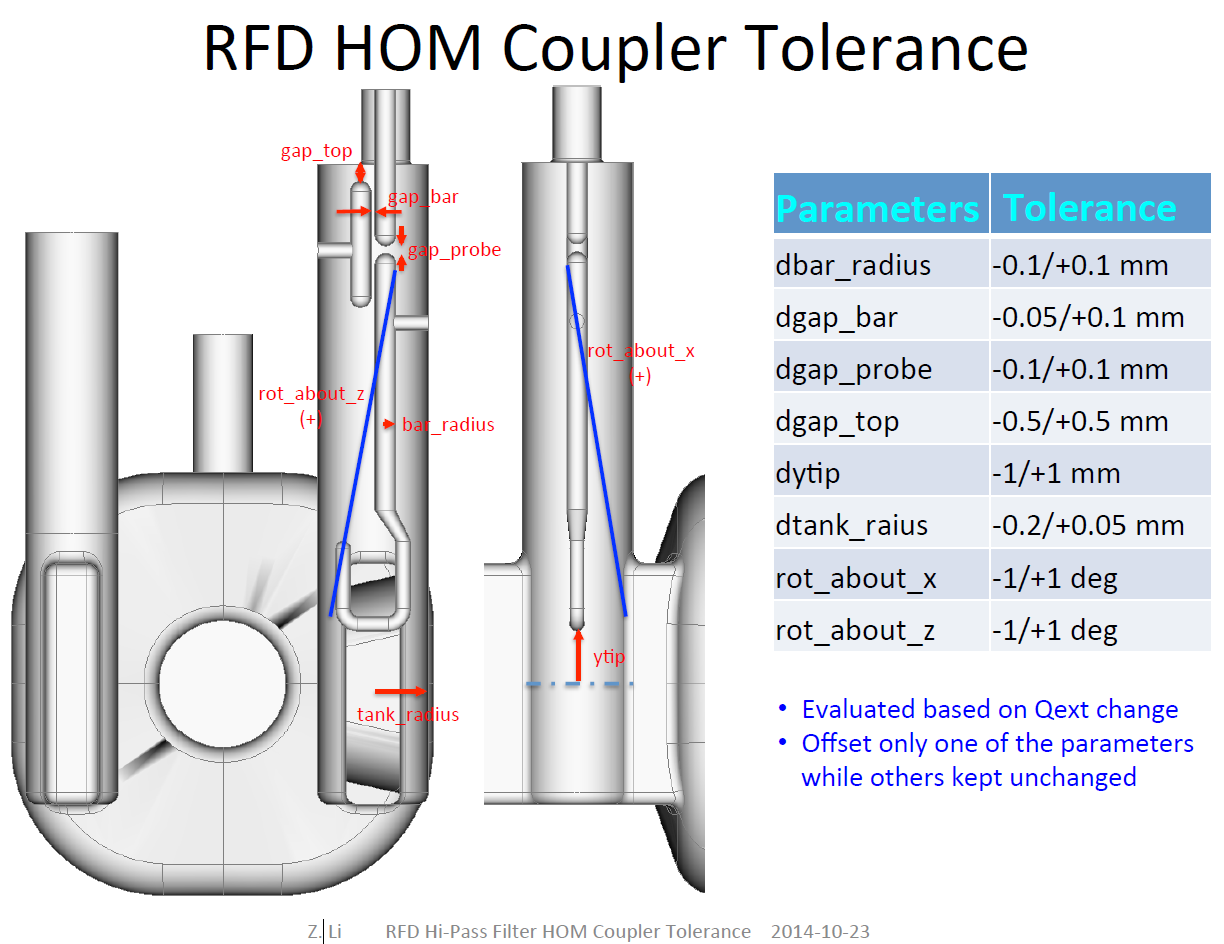 RFD HOM Coupler Tolerance
gap_top
gap_bar
gap_probe
rot_about_z
(+)
bar_radius
tank_radius
rot_about_x
(+)
ytip
Parameters Tolerance
dbar_radius -0.1/+0.1 mm
dgap_bar -0.05/+0.1 mm
dgap_probe -0.1/+0.1 mm
dgap_top -0.5/+0.5 mm
dytip -1/+1 mm
dtank_raius -0.2/+0.05 mm
rot_about_x -1/+1 deg
rot_about_z -1/+1 deg
• Evaluated based on Qext change
• Offset only one of the parameters
while others kept unchanged
Z. Li RFD Hi-Pass Filter HOM Coupler Tolerance 2014-10-23